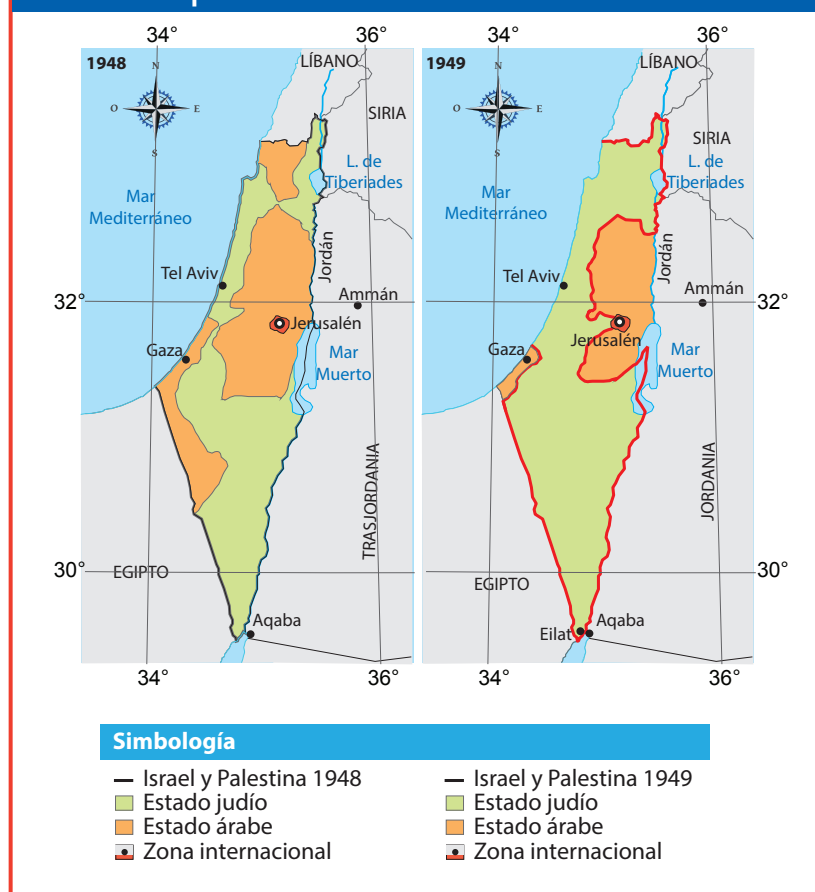 34°
36°
34°
36°
1948
N
O
E
S
LÍBANO
SIRIA
L. de
Tiberiades
Mar
Mediterráneo
Jordán
Tel Aviv
32°
Ammán
Jerusalén
Gaza
Mar
Muerto
TRASJORDANIA
30°
EGIPTO
Aqaba
34°
36°
1949
N
O
E
S
LÍBANO
SIRIA
L. de
Tiberiades
Mar
Mediterráneo
Jordán
Tel Aviv
Ammán
32°
Jerusalén
Gaza
Mar
Muerto
JORDANIA
30°
EGIPTO
Eilat
Aqaba
34°
36°
Simbología
Israel y Palestina 1948
Estado judío
Estado árabe
Zona internacional
Israel y Palestina 1949
Estado judío
Estado árabe
Zona internacional